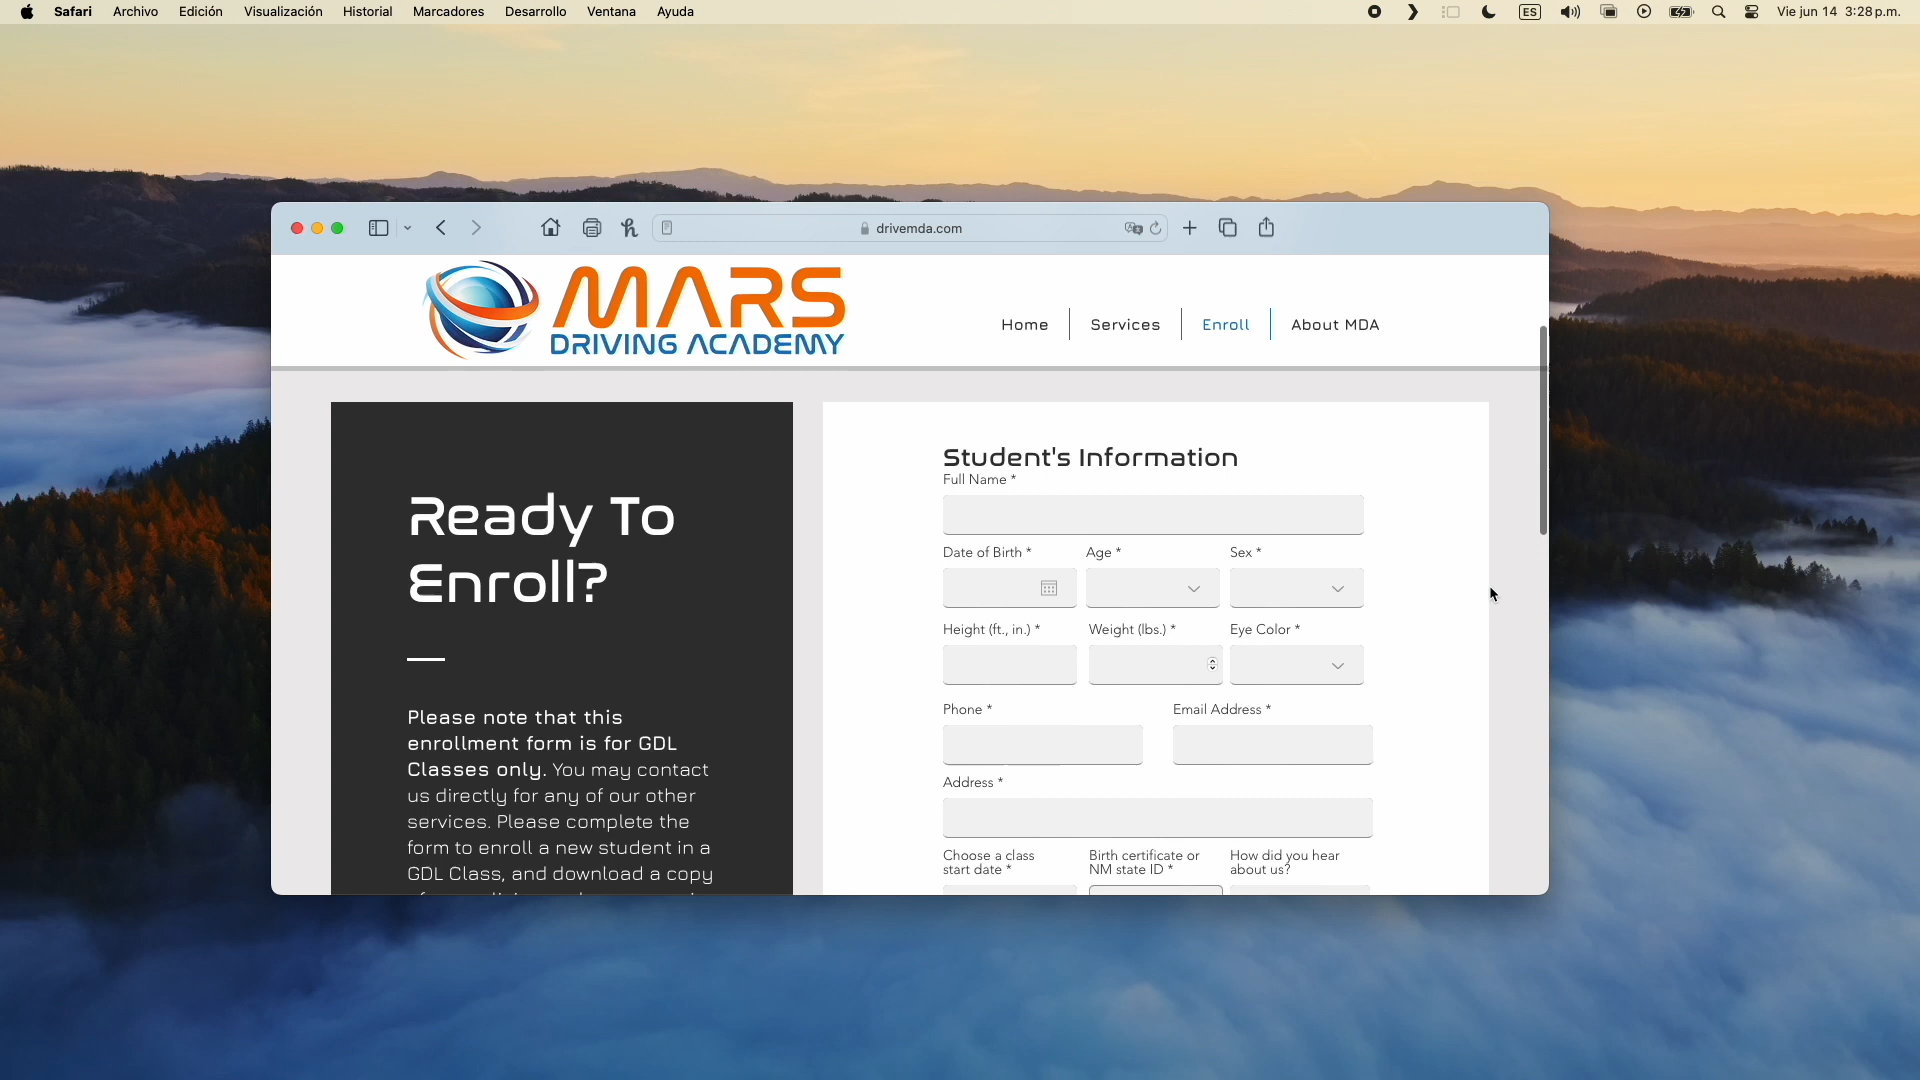 Safari Archivo Edición Visualización Historial Marcadores Desarrollo Ventana Ayuda
ES
Vie jun 14 3:28 p.m.
drivemda.com
MARS
DRIVING ACADEMY
Home
Services
Enroll
About MDA
Ready To
Enroll?
Please note that this
enrollment form is for GDL
Classes only. You may contact
us directly for any of our other
services. Please complete the
form to enroll a new student in a
GDL Class, and download a copy
Student's Information
Full Name *
Date of Birth *
Age *
Sex *
Height (ft., in.) *
Weight (lbs.) *
Eye Color *
Phone *
Email Address *
Address *
Choose a class
start date *
Birth certificate or
NM state ID *
How did you hear
about us?